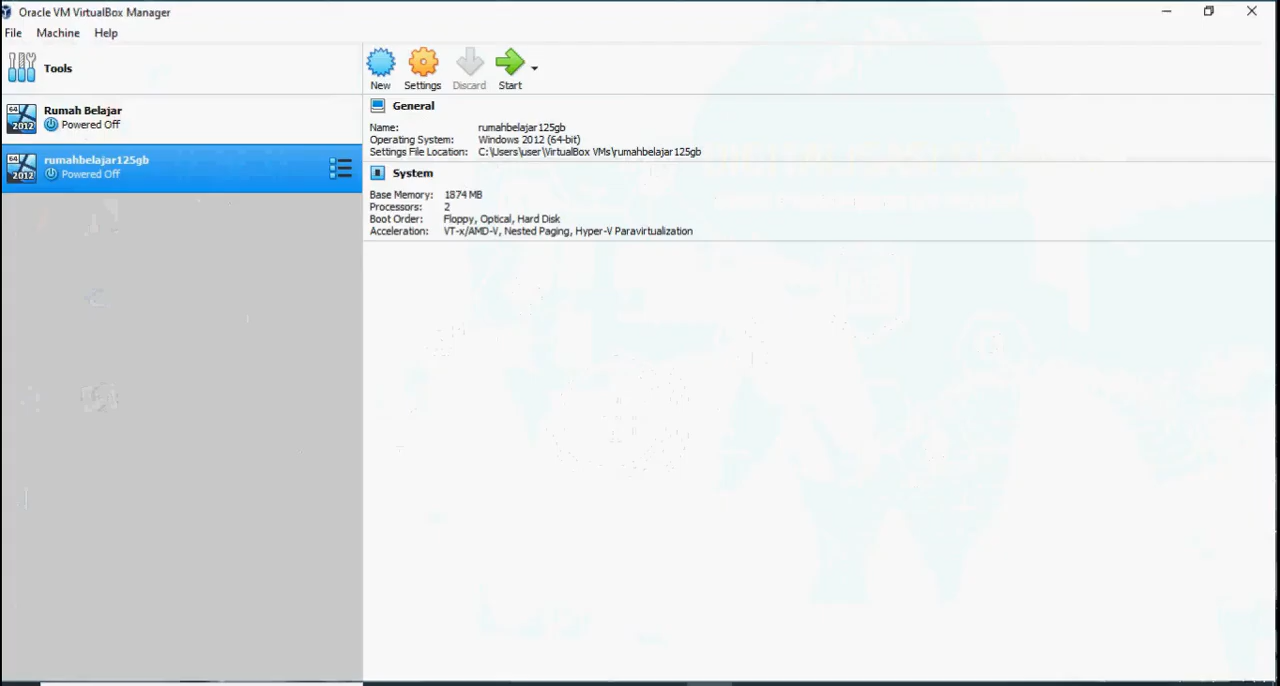 Oracle VM VirtualBox Manager
File Machine Help
Tools
New Settings Discard Start
64 2012 Rumah Belajar
Powered Off
64 2012 rumahbelajar125gb
Powered Off
General
Name: rumahbelajar125gb
Operating System: Windows 2012 (64-bit)
Settings File Location: C:\Users\user\VirtualBox VMs\rumahbelajar125gb
System
Base Memory: 1874 MB
Processors: 2
Boot Order: Floppy, Optical, Hard Disk
Acceleration: VT-x/AMD-V, Nested Paging, Hyper-V Paravirtualization